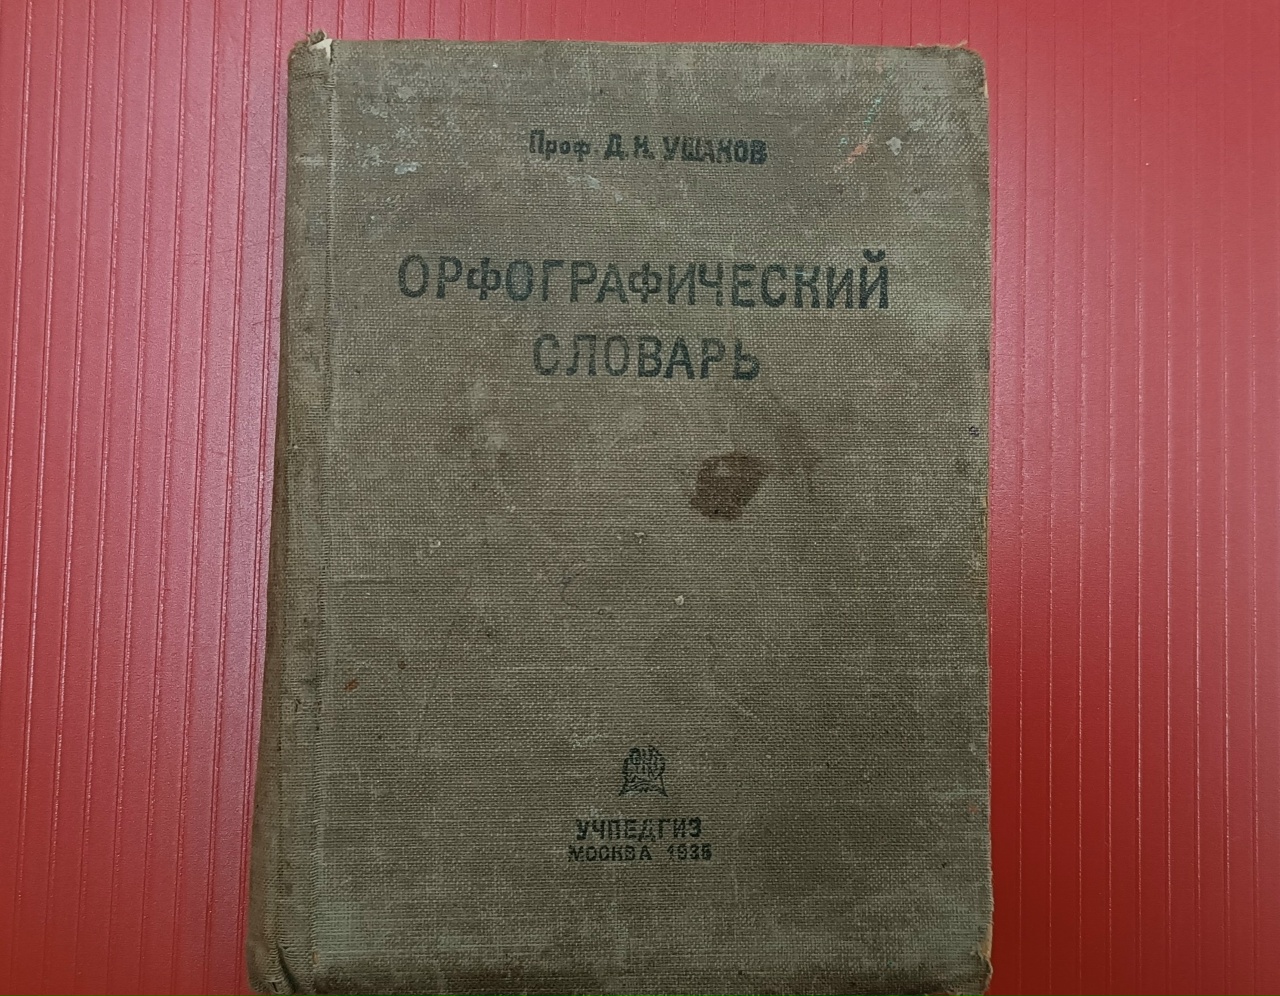 Проф. Д. Н. УШАКОВ
ОРФОГРАФИЧЕСКИЙ
СЛОВАРЬ
УЧПЕДГИЗ
МОСКВА 1935